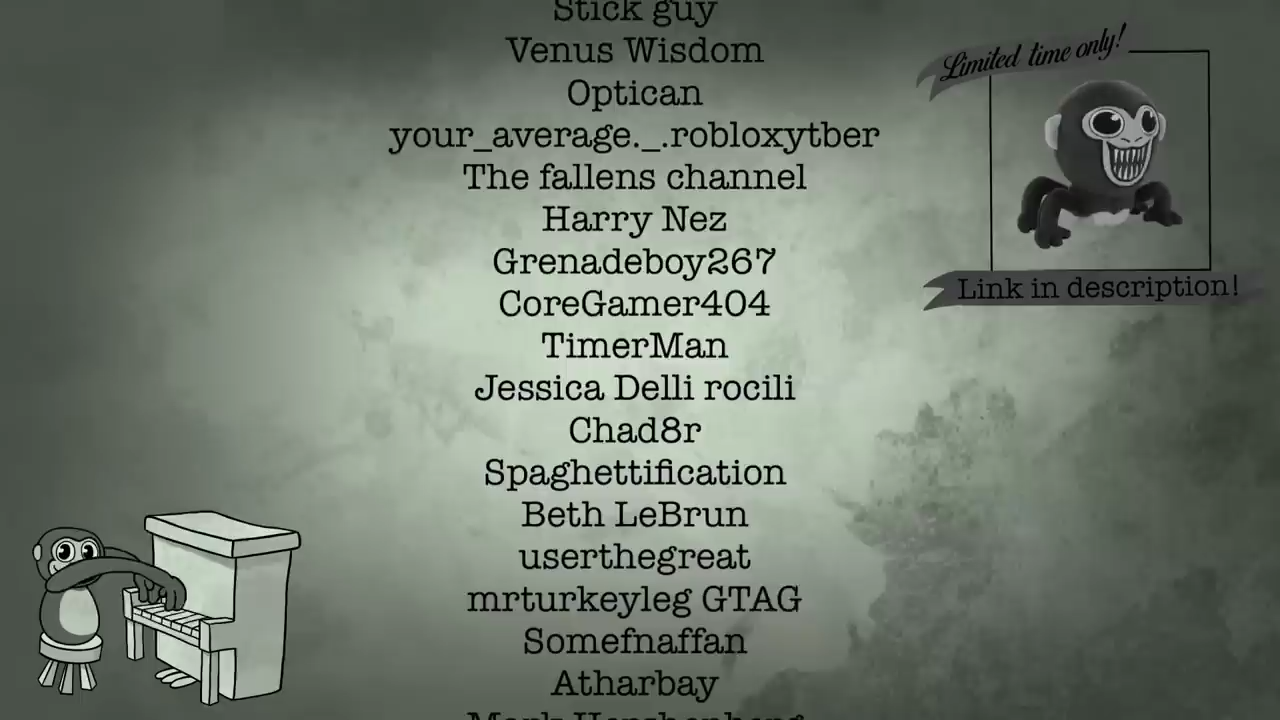 Stick guy
Venus Wisdom
Optican
your_average._.robloxytber
The fallens channel
Harry Nez
Grenadeboy267
CoreGamer404
TimerMan
Jessica Delli rocili
Chad8r
Spaghettification
Beth LeBrun
userthegreat
mrturkeyleg GTAG
Somefnaffan
Atharbay
Limited time only!
Link in description!